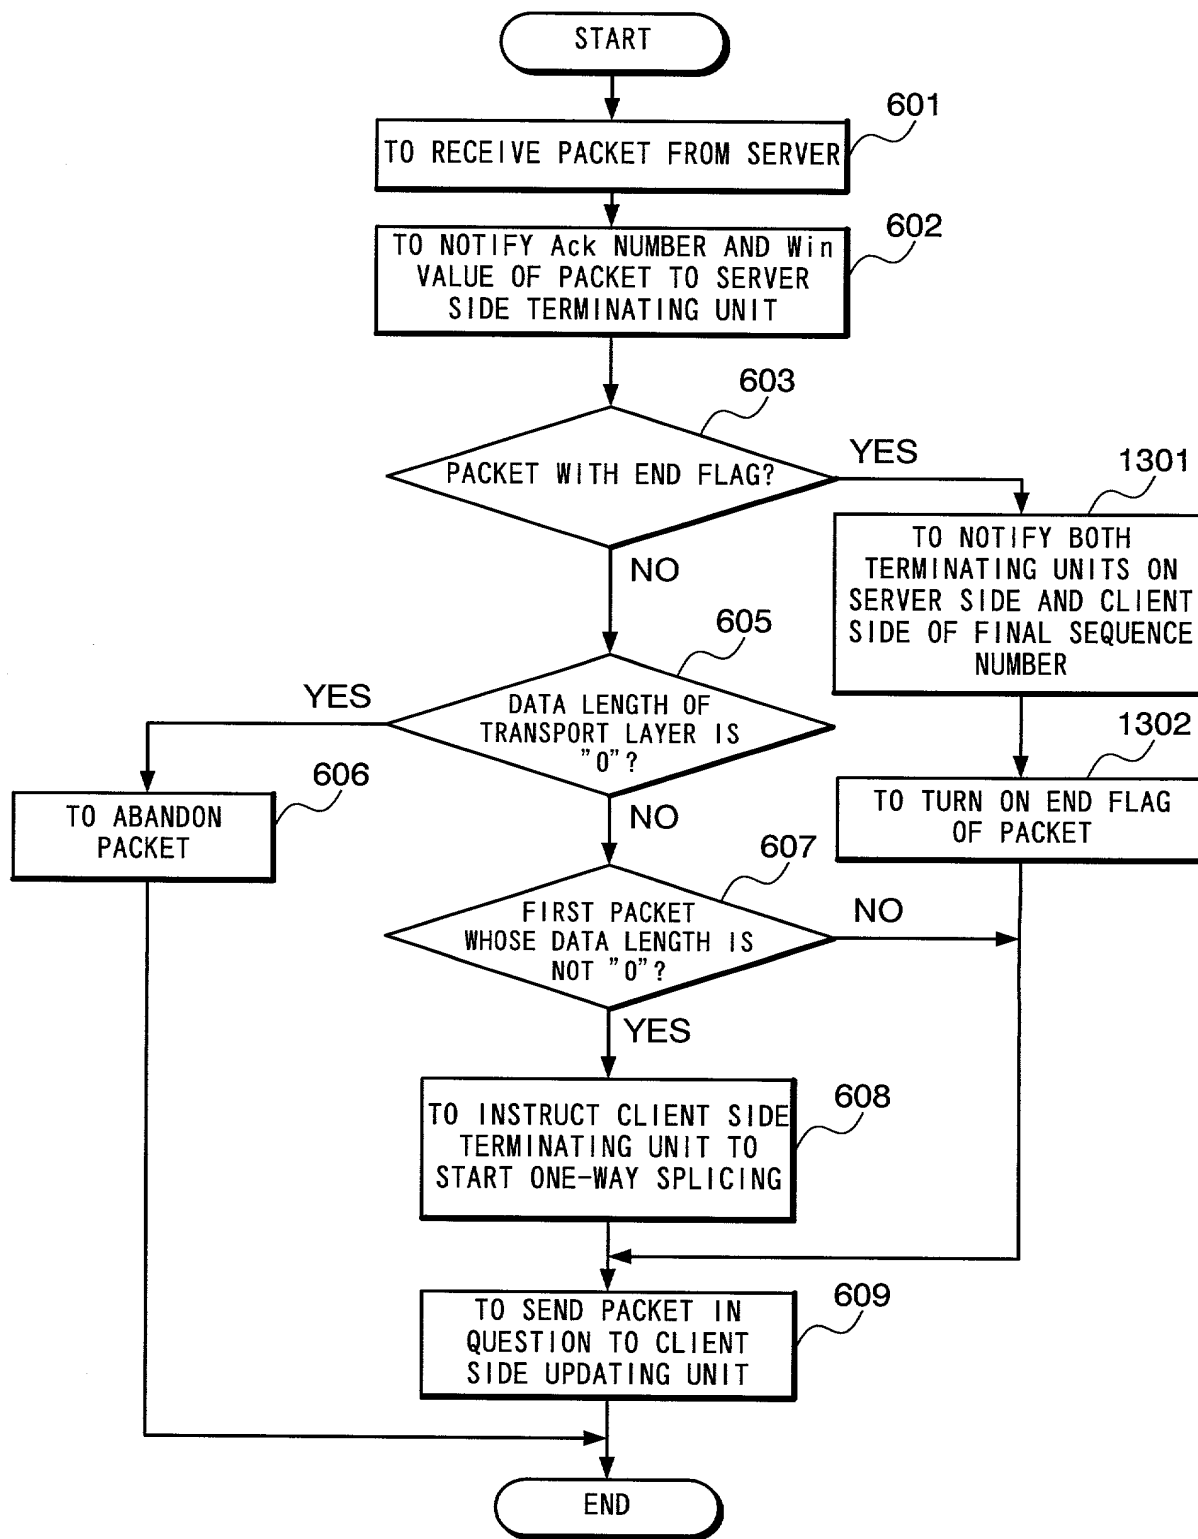 START
601
TO RECEIVE PACKET FROM SERVER
602
TO NOTIFY Ack NUMBER AND Win
VALUE OF PACKET TO SERVER
SIDE TERMINATING UNIT
603
PACKET WITH END FLAG?
YES
NO
1301
TO NOTIFY BOTH
TERMINATING UNITS ON
SERVER SIDE AND CLIENT
SIDE OF FINAL SEQUENCE
NUMBER
605
DATA LENGTH OF
TRANSPORT LAYER IS
"0"?
YES
NO
1302
TO TURN ON END FLAG
OF PACKET
606
TO ABANDON
PACKET
607
FIRST PACKET
WHOSE DATA LENGTH IS
NOT "0"?
NO
YES
608
TO INSTRUCT CLIENT SIDE
TERMINATING UNIT TO
START ONE-WAY SPLICING
609
TO SEND PACKET IN
QUESTION TO CLIENT
SIDE UPDATING UNIT
END